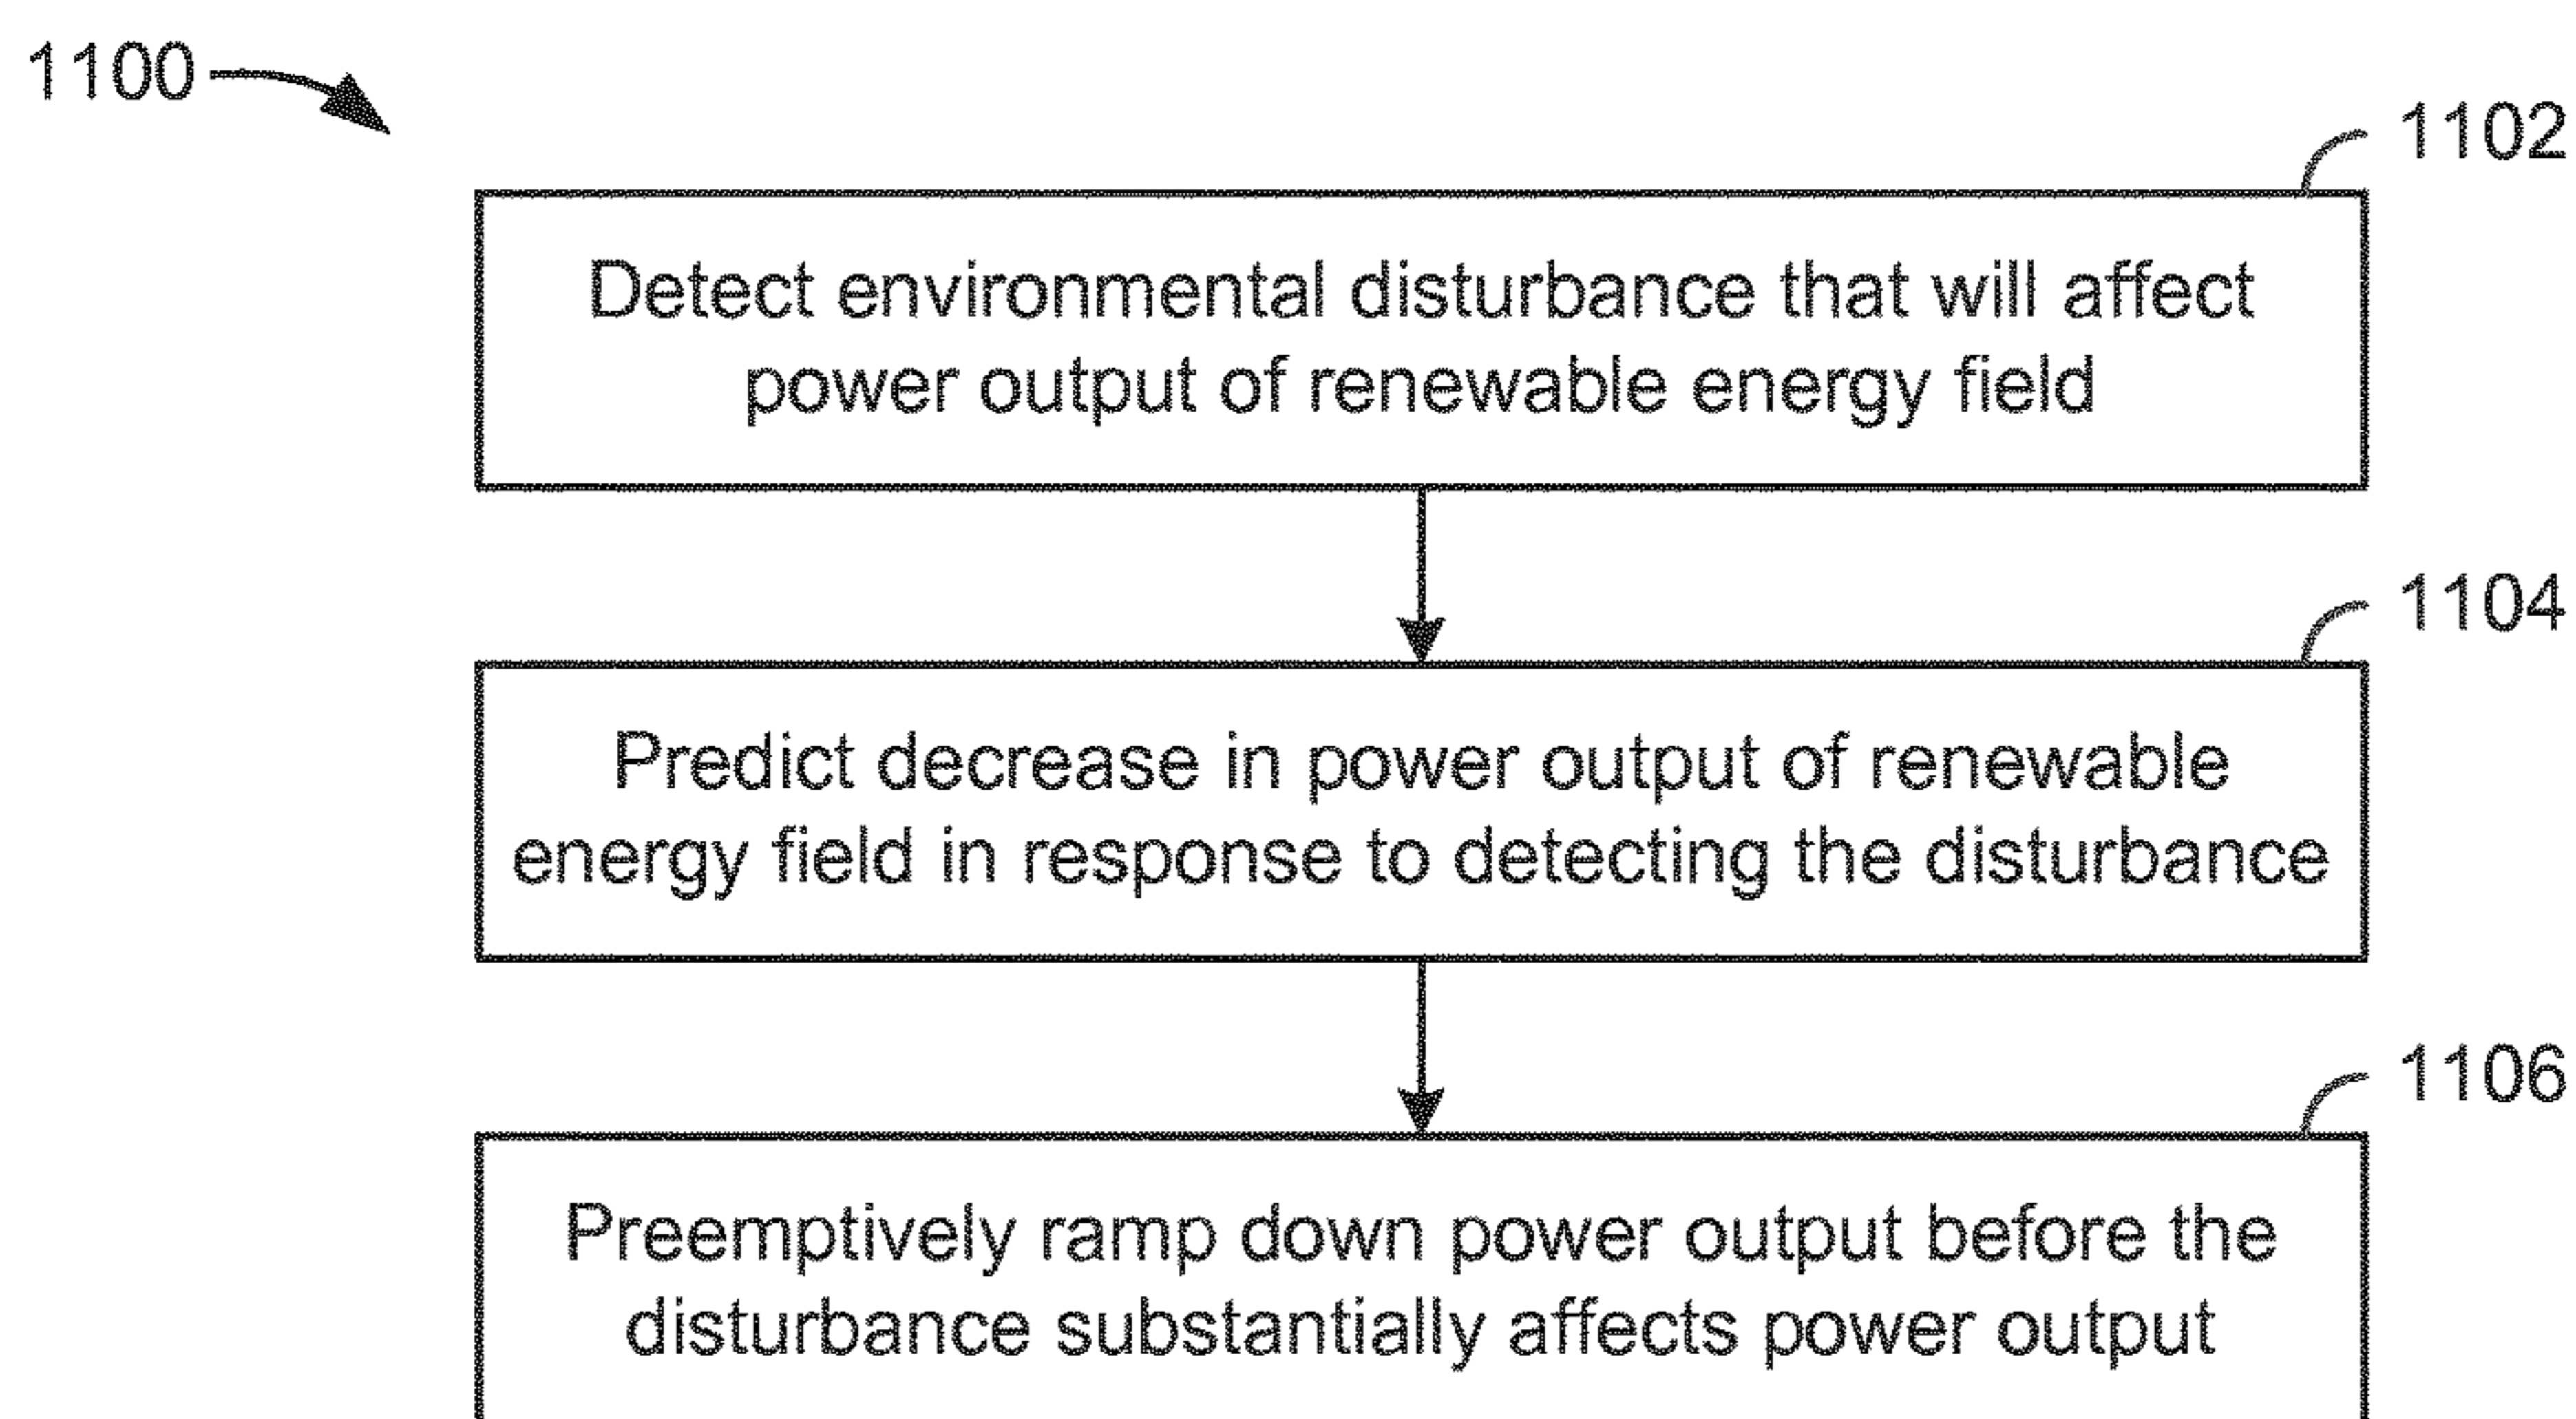 1100
1102
Detect environmental disturbance that will affect
power output of renewable energy field
1104
Predict decrease in power output of renewable
energy field in response to detecting the disturbance
1106
Preemptively ramp down power output before the
disturbance substantially affects power output